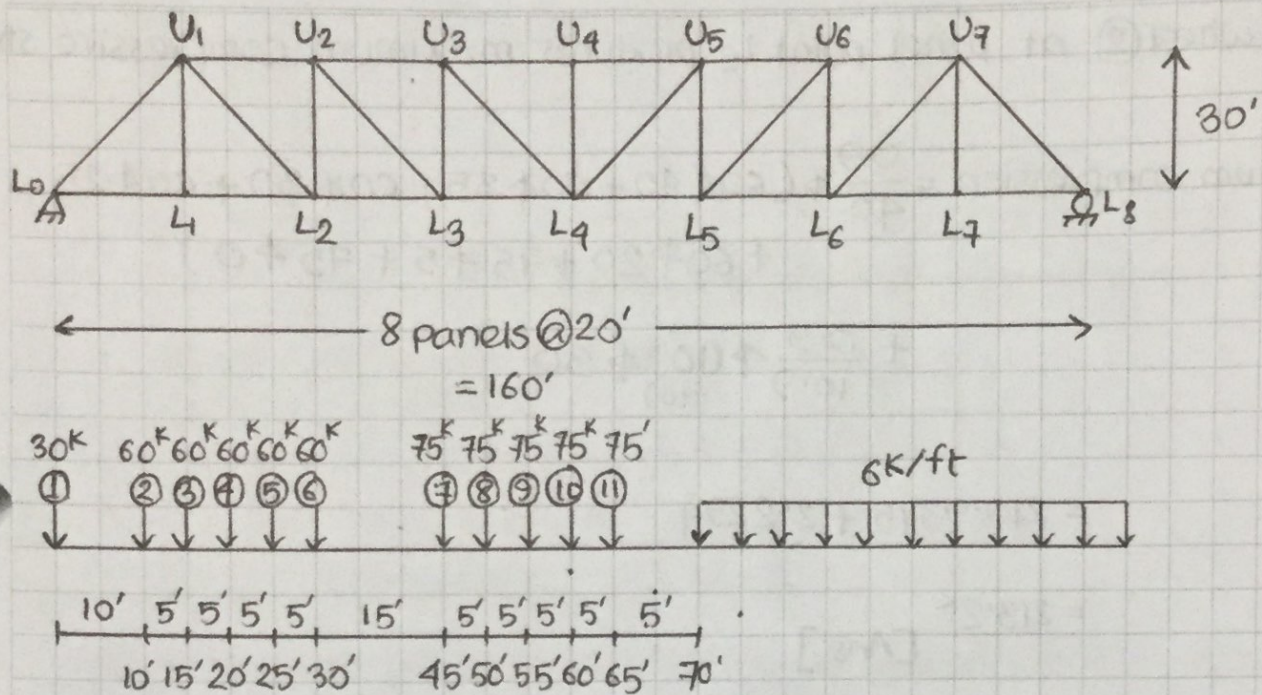 U1 U2 U3 U4 U5 U6 U7
30'
L0 L1 L2 L3 L4 L5 L6 L7 L8
8 panels @ 20'
= 160'
30K 60K 60K 60K 60K 60K 75K 75K 75K 75K 75'
6K/ft
1 2 3 4 5 6 7 8 9 10 11
10' 5' 5' 5' 5' 15' 5' 5' 5' 5' 5'
10' 15' 20' 25' 30' 45' 50' 55' 60' 65' 70'